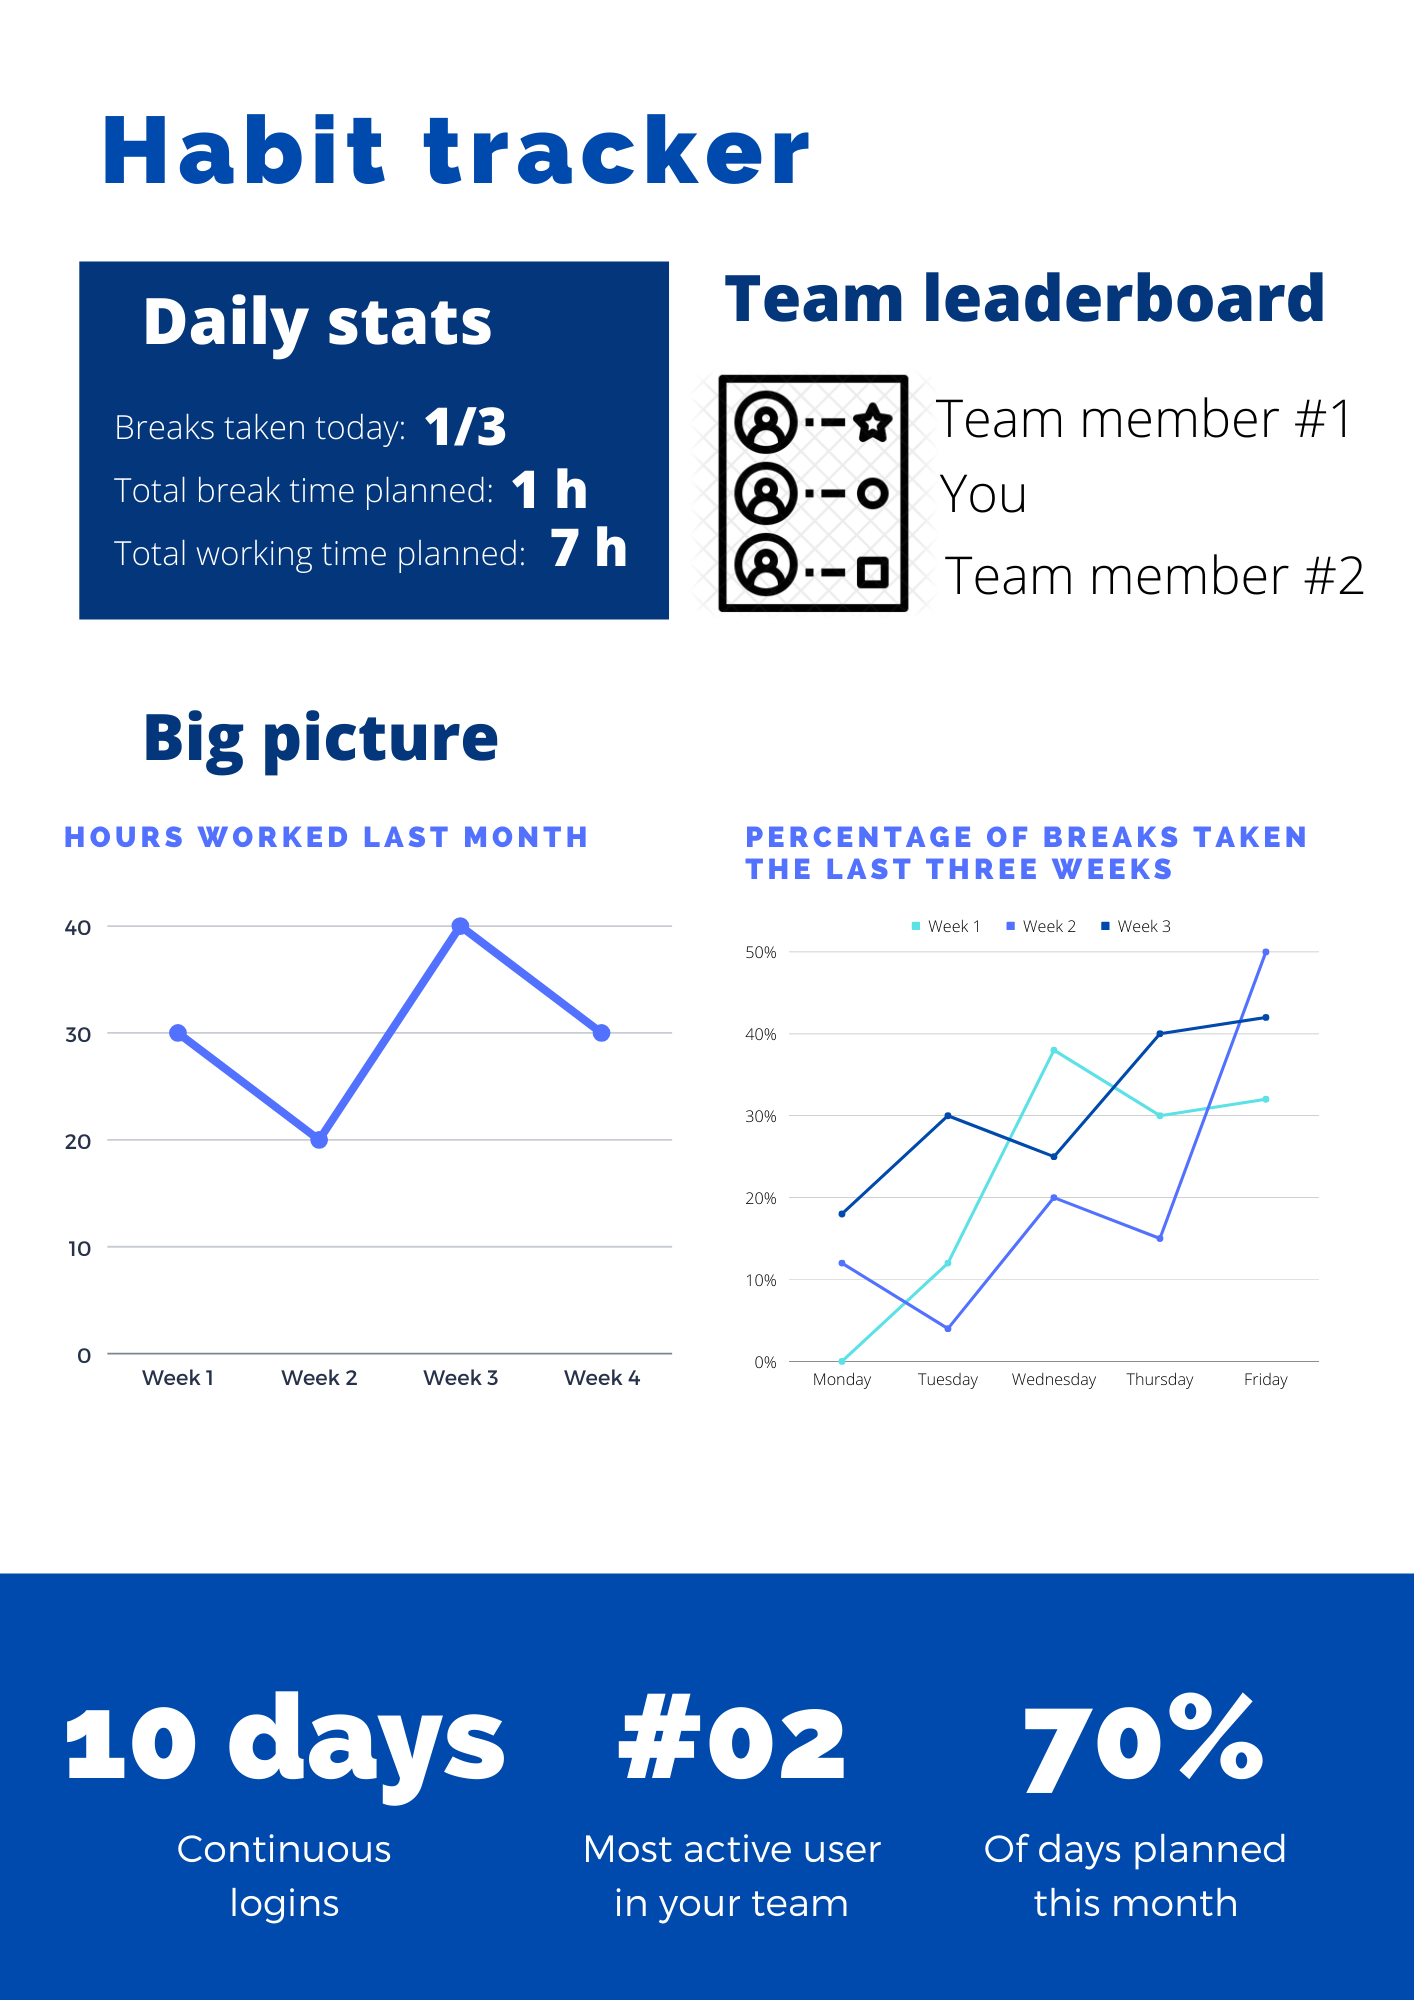 Habit tracker
Daily stats
Breaks taken today: 1/3
Total break time planned: 1 h
Total working time planned: 7 h
Team leaderboard
Team member #1
You
Team member #2
Big picture
HOURS WORKED LAST MONTH
40
30
20
10
0
Week 1 Week 2 Week 3 Week 4
PERCENTAGE OF BREAKS TAKEN
THE LAST THREE WEEKS
Week 1 Week 2 Week 3
50%
40%
30%
20%
10%
0%
Monday Tuesday Wednesday Thursday Friday
10 days
Continuous
logins
#02
Most active user
in your team
70%
Of days planned
this month